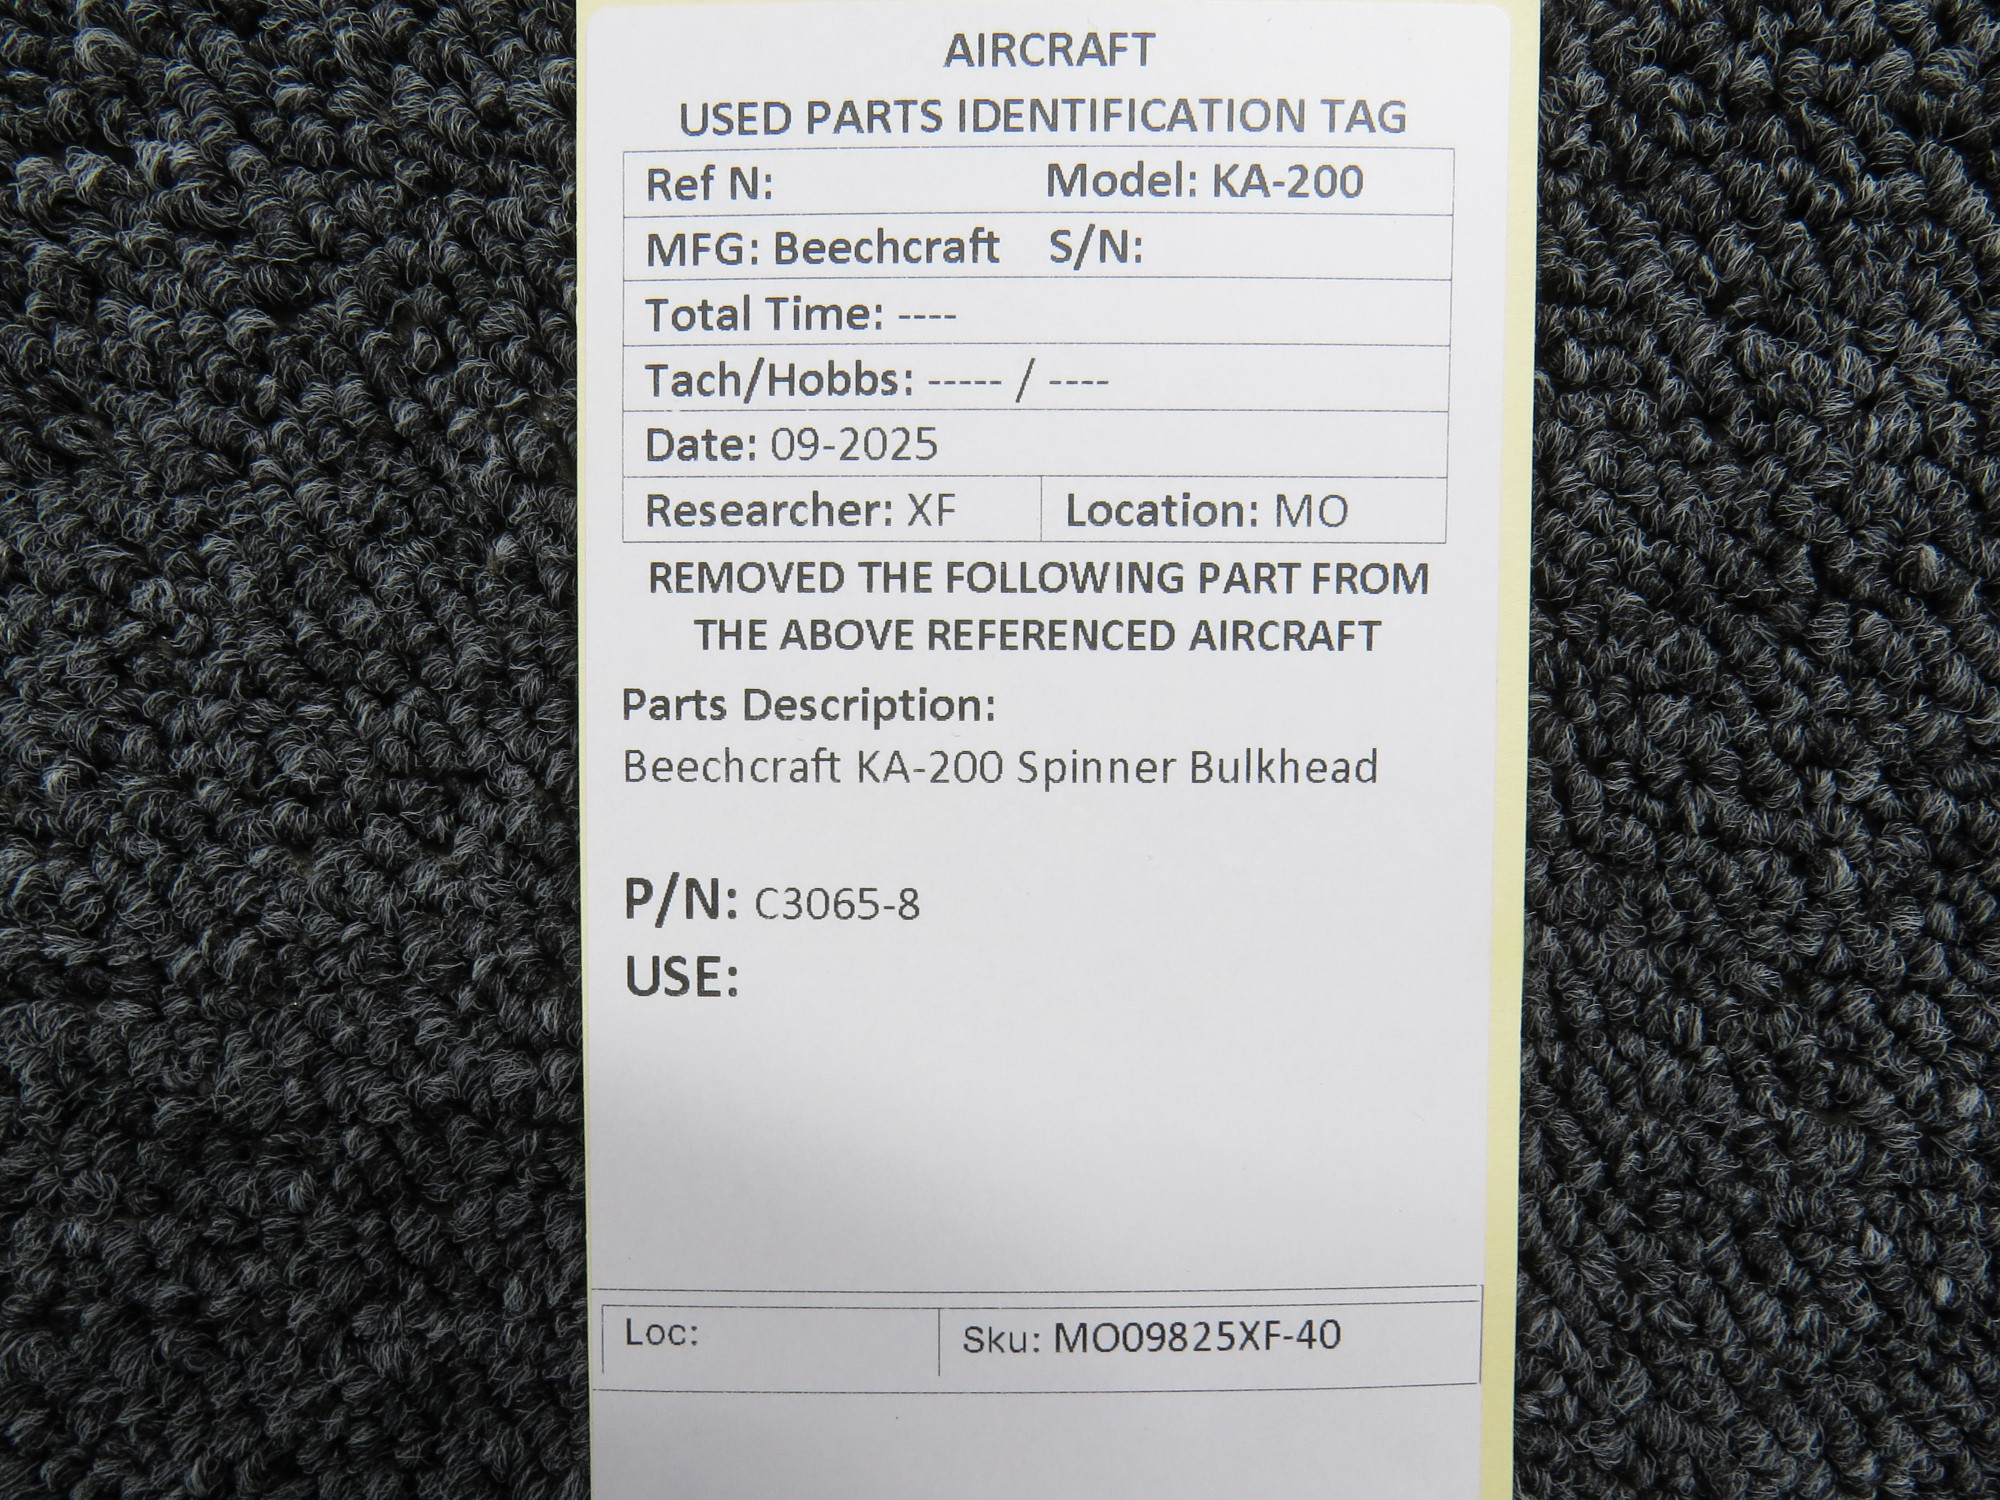 AIRCRAFT
USED PARTS IDENTIFICATION TAG
Ref N: Model: KA-200
MFG: Beechcraft S/N:
Total Time: ----
Tach/Hobbs: ----- / ----
Date: 09-2025
Researcher: XF Location: MO
REMOVED THE FOLLOWING PART FROM
THE ABOVE REFERENCED AIRCRAFT
Parts Description:
Beechcraft KA-200 Spinner Bulkhead
P/N: C3065-8
USE:
Loc: Sku: MO09825XF-40